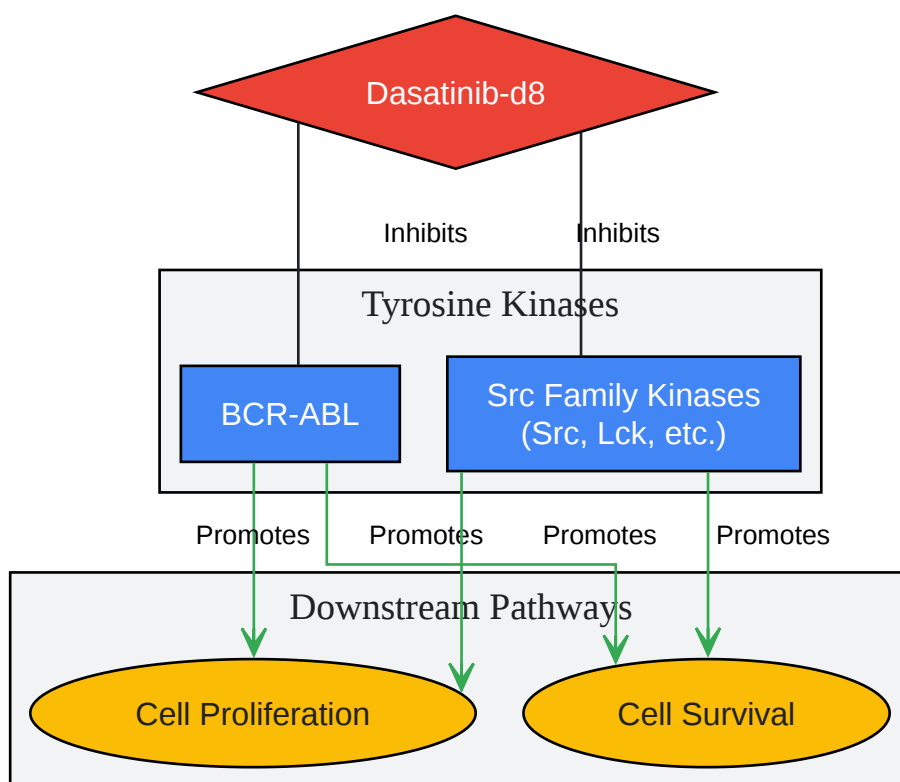 Dasatinib-d8
Inhibits
Inhibits
Tyrosine Kinases
BCR-ABL
Src Family Kinases
(Src, Lck, etc.)
Promotes
Promotes
Promotes
Promotes
Downstream Pathways
Cell Proliferation
Cell Survival